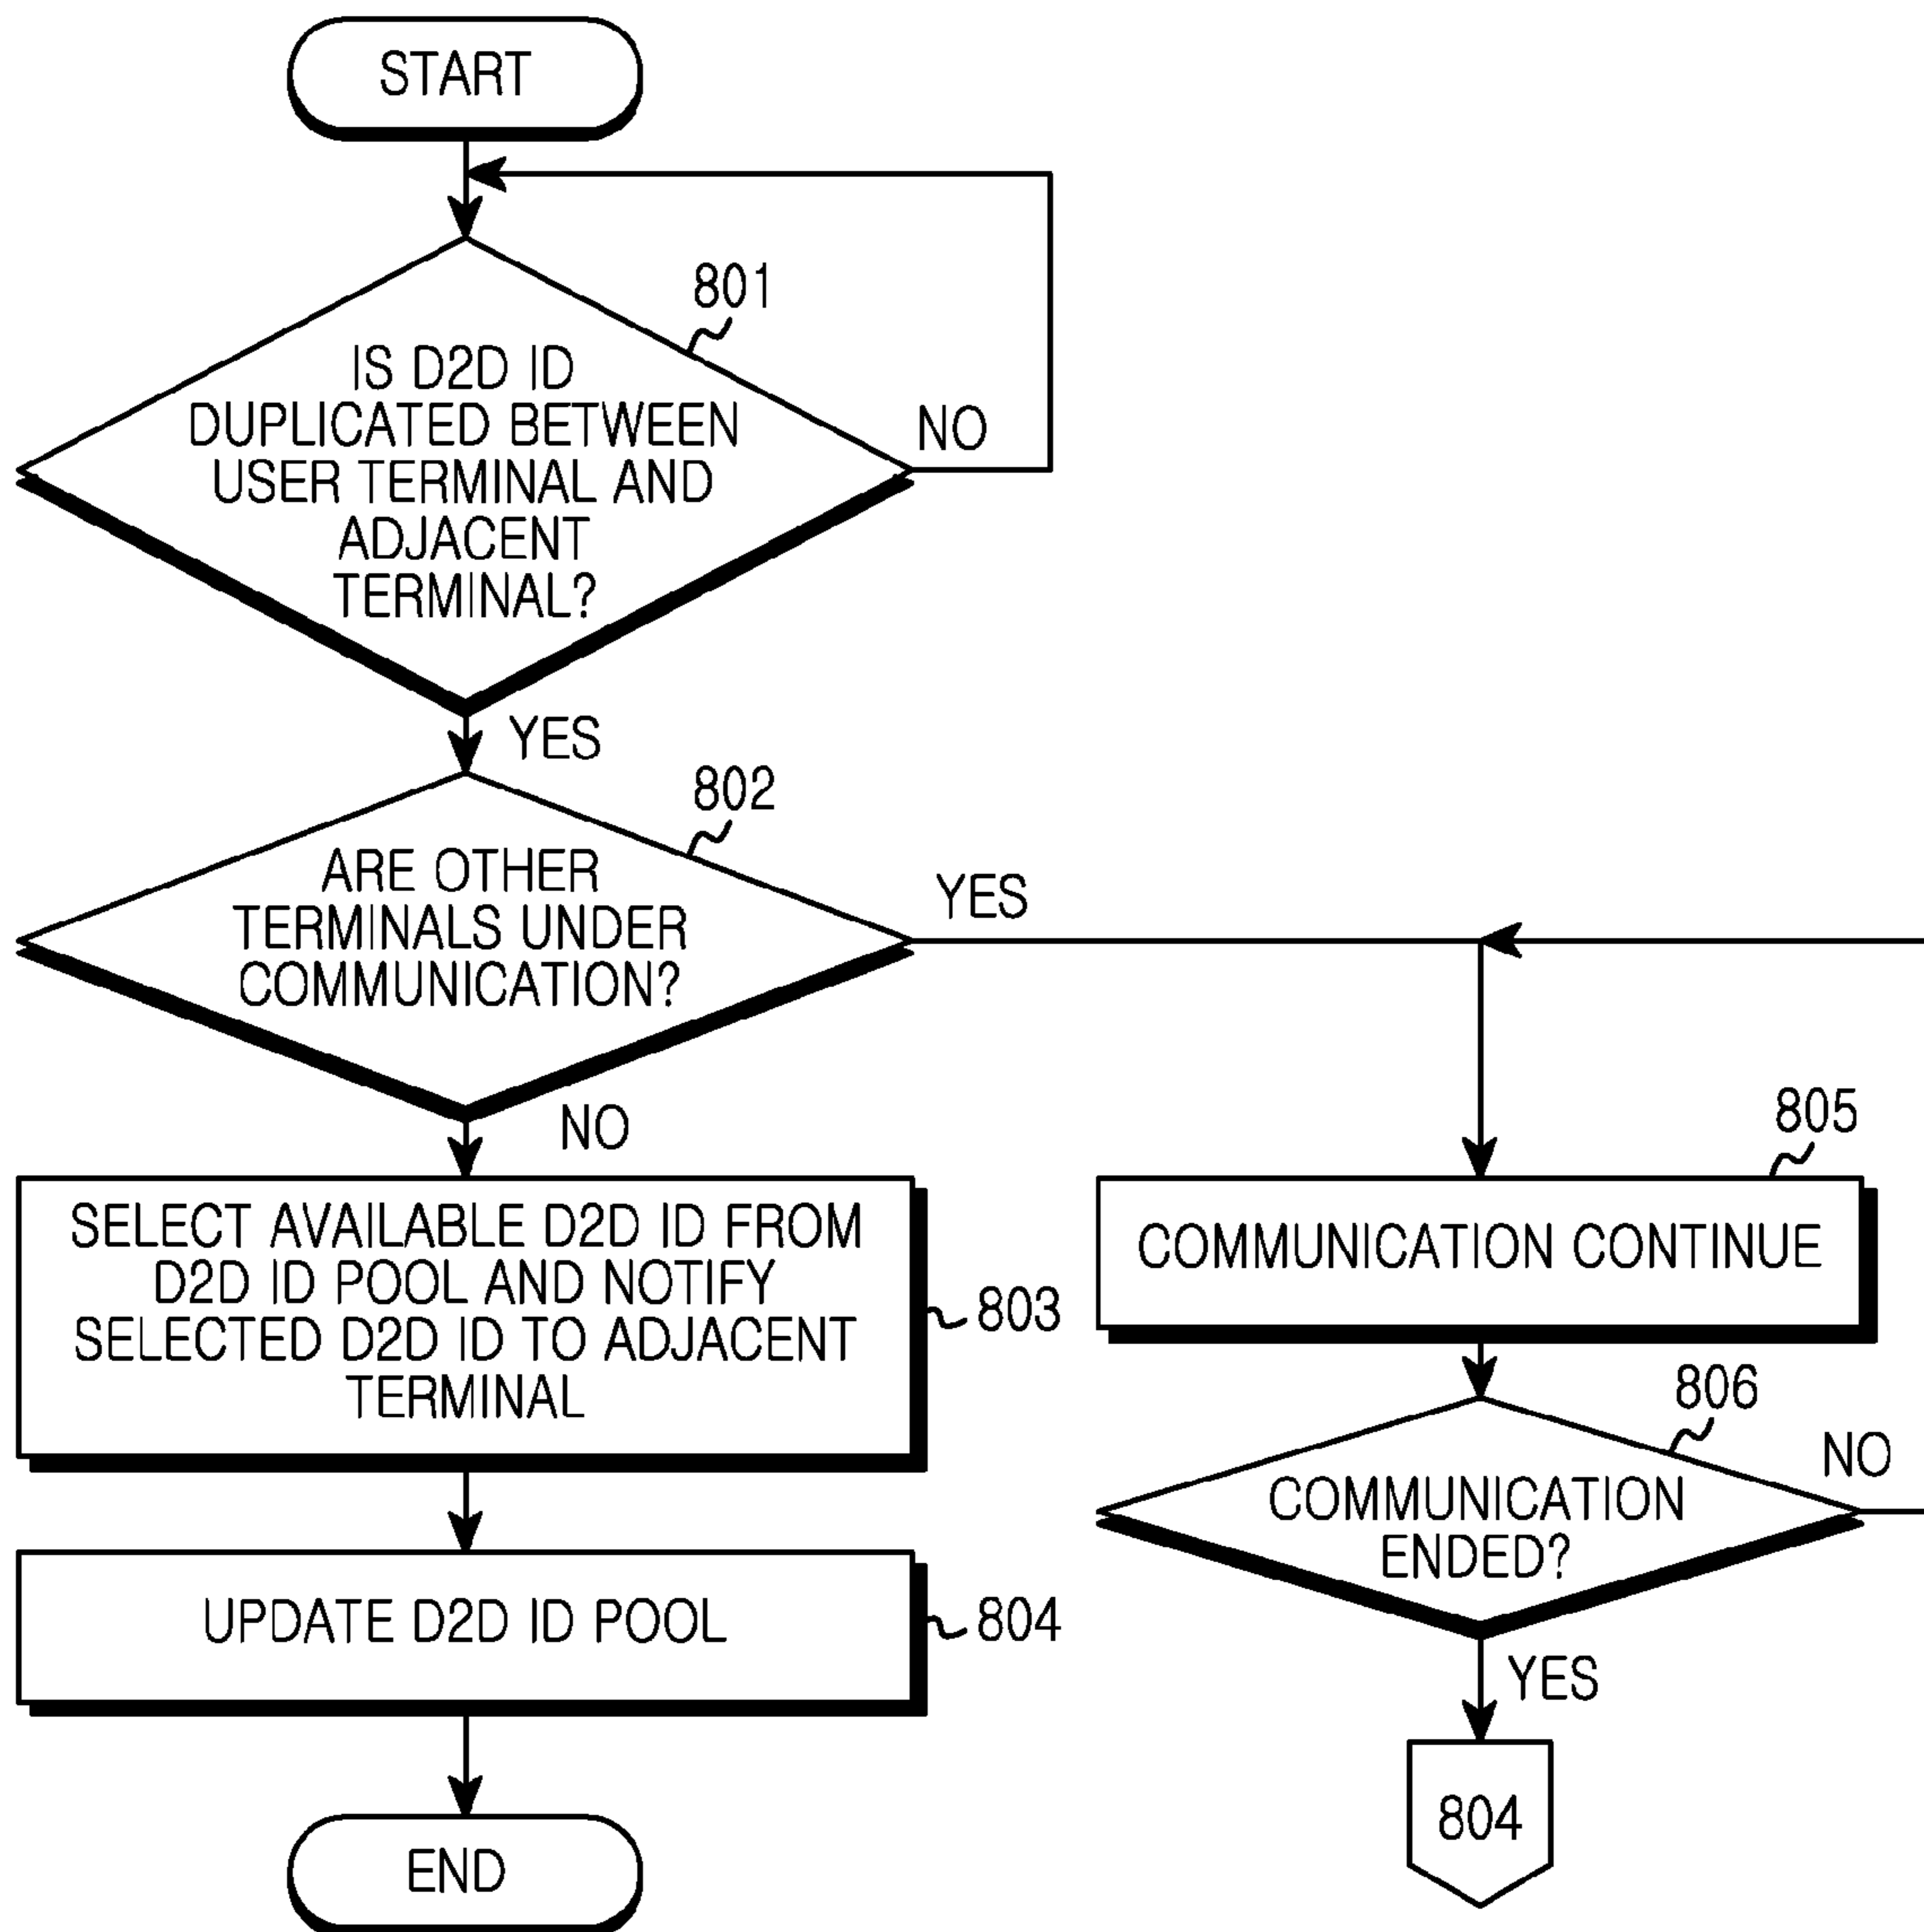 START
801
IS D2D ID
DUPLICATED BETWEEN
USER TERMINAL AND
ADJACENT
TERMINAL?
NO
YES
802
ARE OTHER
TERMINALS UNDER
COMMUNICATION?
YES
NO
SELECT AVAILABLE D2D ID FROM
D2D ID POOL AND NOTIFY
SELECTED D2D ID TO ADJACENT
TERMINAL
803
UPDATE D2D ID POOL
804
END
805
COMMUNICATION CONTINUE
806
COMMUNICATION
ENDED?
NO
YES
804